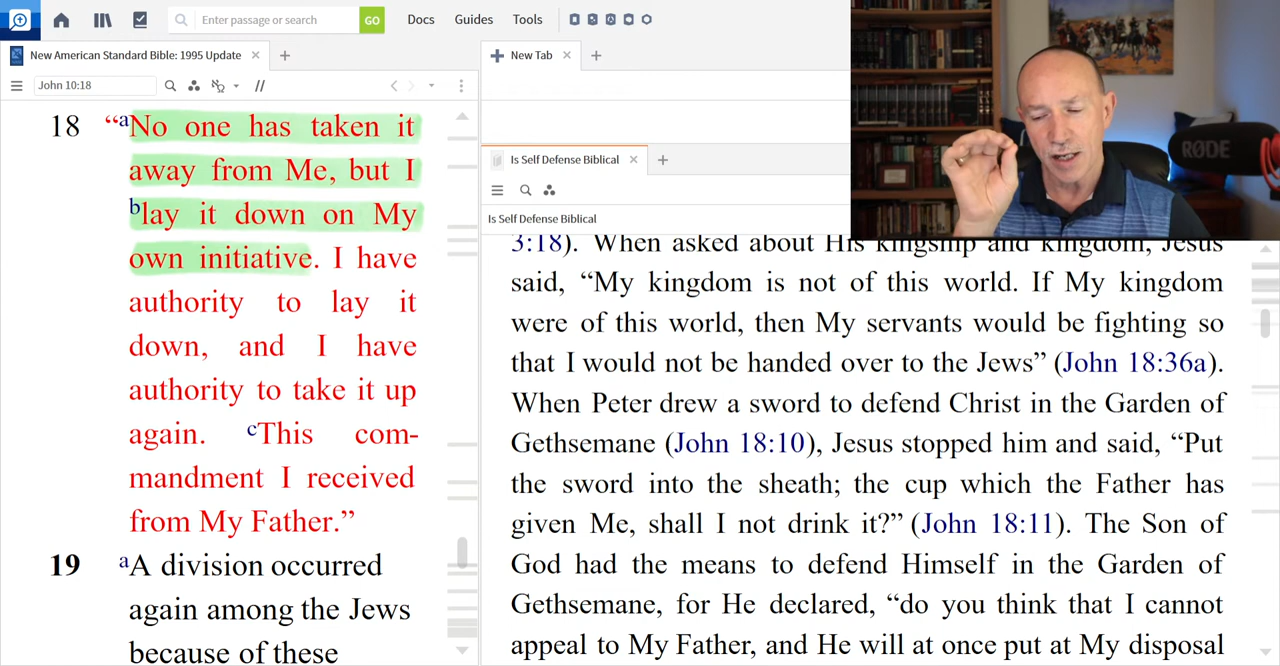 Enter passage or search
GO
Docs
Guides
Tools
New American Standard Bible: 1995 Update
John 10:18
18 “aNo one has taken it
away from Me, but I
blay it down on My
own initiative. I have
authority to lay it
down, and I have
authority to take it up
again. cThis com-
mandment I received
from My Father.”
19 aA division occurred
again among the Jews
because of these
New Tab
Is Self Defense Biblical
Is Self Defense Biblical
3:18). When asked about His kingship and kingdom, Jesus
said, “My kingdom is not of this world. If My kingdom
were of this world, then My servants would be fighting so
that I would not be handed over to the Jews” (John 18:36a).
When Peter drew a sword to defend Christ in the Garden of
Gethsemane (John 18:10), Jesus stopped him and said, “Put
the sword into the sheath; the cup which the Father has
given Me, shall I not drink it?” (John 18:11). The Son of
God had the means to defend Himself in the Garden of
Gethsemane, for He declared, “do you think that I cannot
appeal to My Father, and He will at once put at My disposal
RØDE